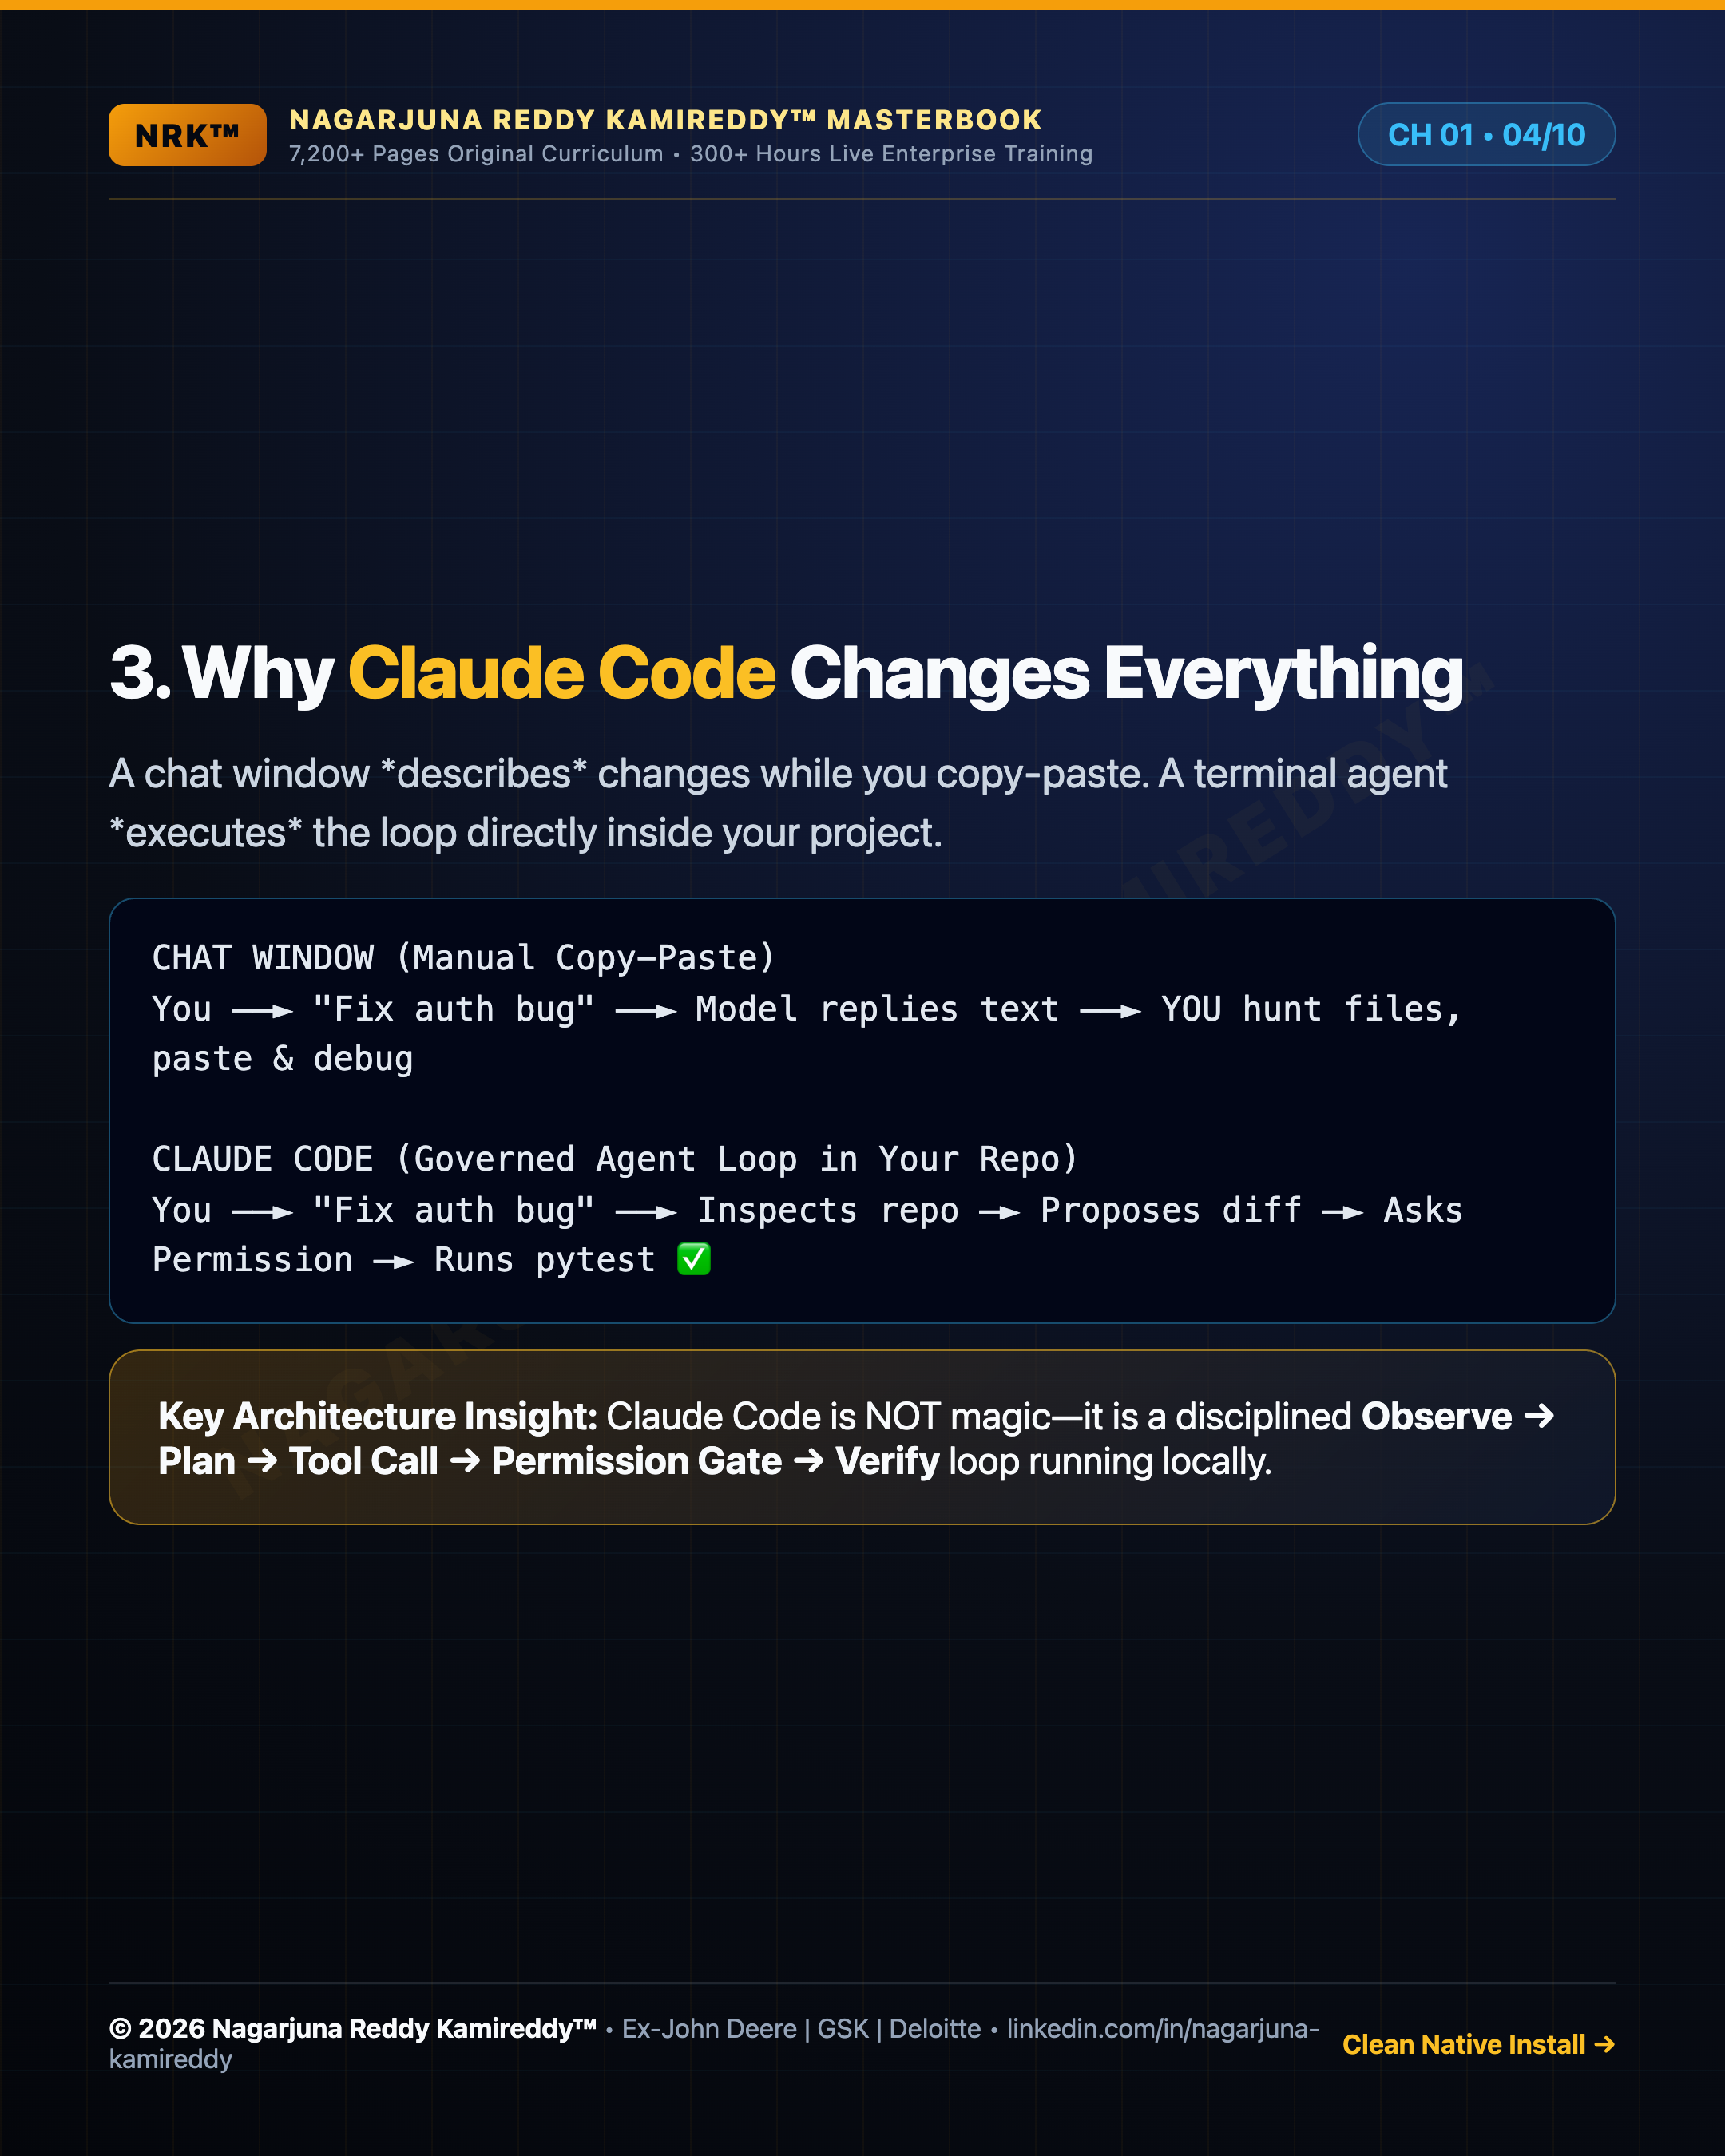 NRK™
NAGARJUNA REDDY KAMIREDDY™ MASTERBOOK
7,200+ Pages Original Curriculum • 300+ Hours Live Enterprise Training
CH 01 • 04/10
3. Why Claude Code Changes Everything
A chat window *describes* changes while you copy-paste. A terminal agent
*executes* the loop directly inside your project.
CHAT WINDOW (Manual Copy-Paste)
You ──► "Fix auth bug" ──► Model replies text ──► YOU hunt files,
paste & debug
CLAUDE CODE (Governed Agent Loop in Your Repo)
You ──► "Fix auth bug" ──► Inspects repo ─► Proposes diff ─► Asks
Permission ─► Runs pytest ✅
Key Architecture Insight: Claude Code is NOT magic—it is a disciplined Observe →
Plan → Tool Call → Permission Gate → Verify loop running locally.
© 2026 Nagarjuna Reddy Kamireddy™ • Ex-John Deere | GSK | Deloitte • linkedin.com/in/nagarjuna-
kamireddy
Clean Native Install →